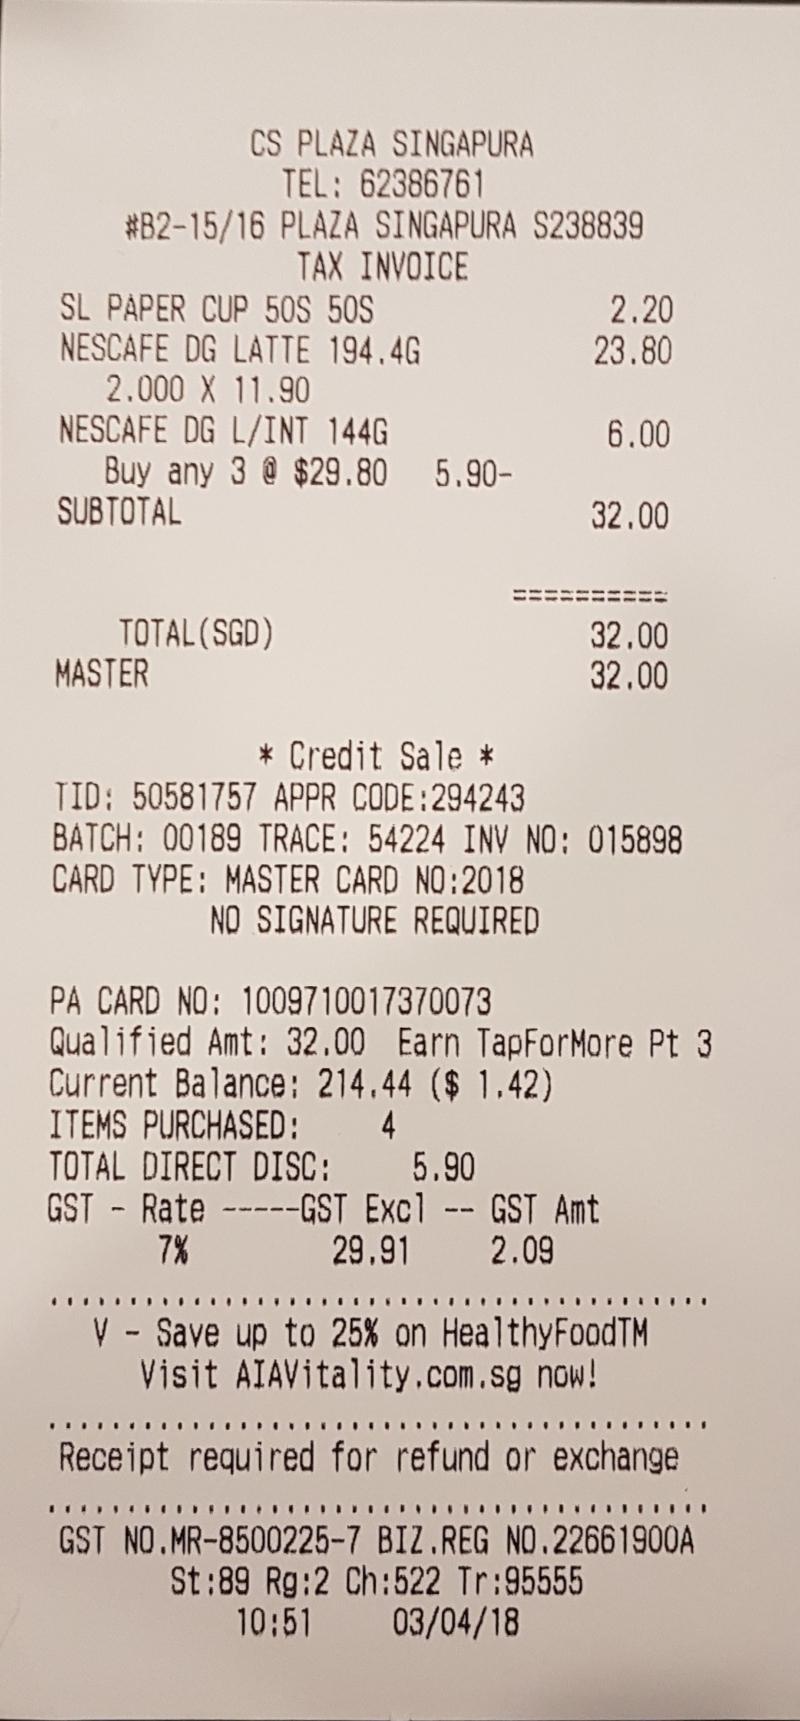 CS PLAZA SINGAPURA
TEL: 62386761
#B2-15/16 PLAZA SINGAPURA S238839
TAX INVOICE
SL PAPER CUP 50S 50S 2.20
NESCAFE DG LATTE 194.4G 23.80
2.000 X 11.90
NESCAFE DG L/INT 144G 6.00
Buy any 3 @ $29.80 5.90-
SUBTOTAL 32.00
==========
TOTAL(SGD) 32.00
MASTER 32.00
* Credit Sale *
TID: 50581757 APPR CODE:294243
BATCH: 00189 TRACE: 54224 INV NO: 015898
CARD TYPE: MASTER CARD NO:2018
NO SIGNATURE REQUIRED
PA CARD NO: 1009710017370073
Qualified Amt: 32.00 Earn TapForMore Pt 3
Current Balance: 214.44 ($ 1.42)
ITEMS PURCHASED: 4
TOTAL DIRECT DISC: 5.90
GST - Rate -----GST Excl -- GST Amt
7% 29.91 2.09
V - Save up to 25% on HealthyFoodTM
Visit AIAVitality.com.sg now!
Receipt required for refund or exchange
GST NO.MR-8500225-7 BIZ.REG NO.22661900A
St:89 Rg:2 Ch:522 Tr:95555
10:51 03/04/18